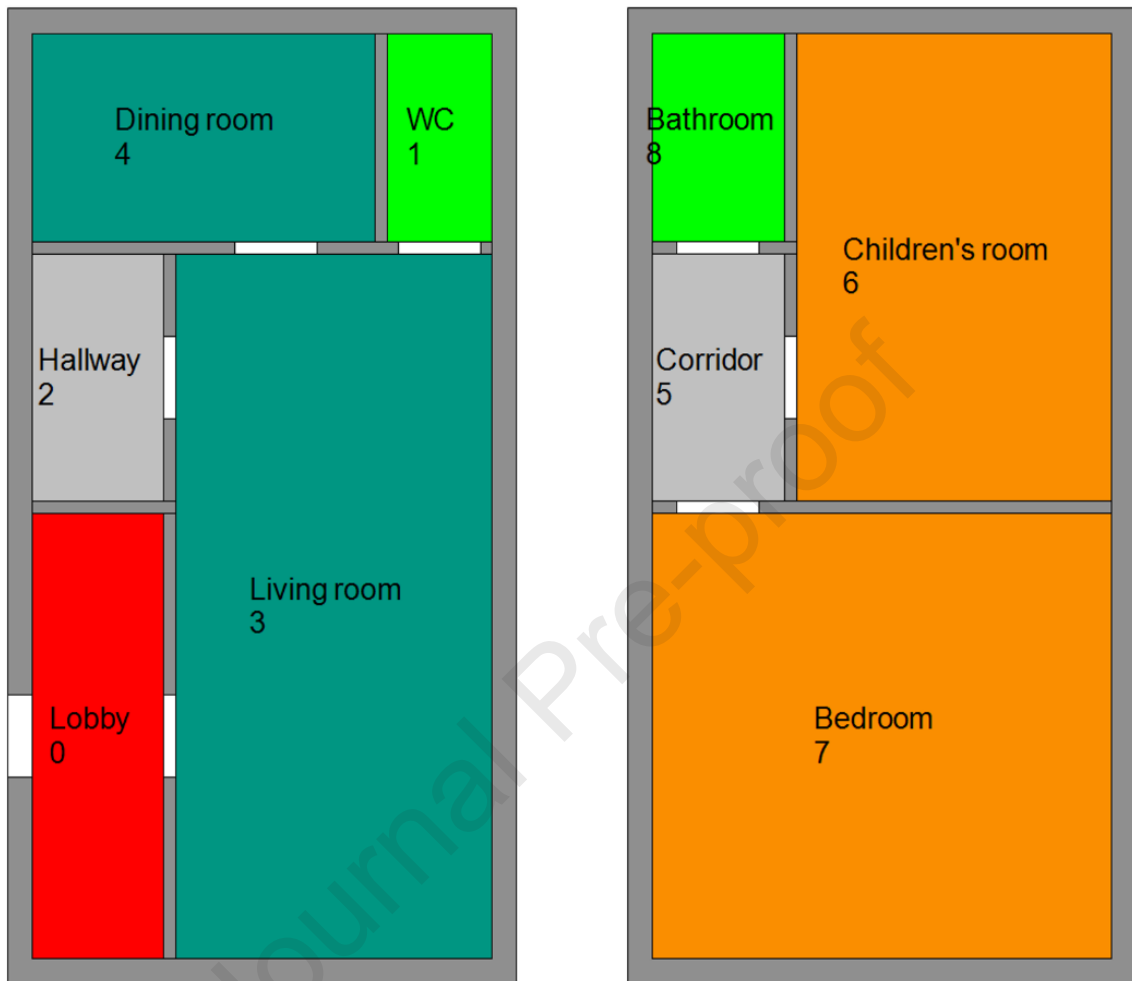 Dining room
4
WC
1
Hallway
2
Living room
3
Lobby
0
Bathroom
8
Children's room
6
Corridor
5
Bedroom
7
Journal Pre-proof